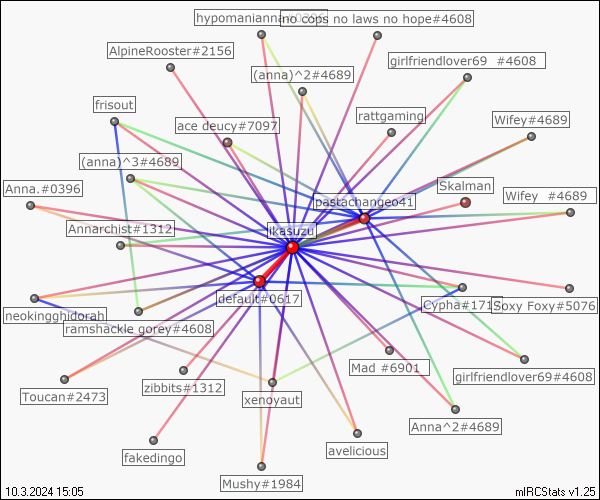 hypomaniann
no cops no laws no hope#4608
AlpineRooster#2156
girlfriendlover69  #4608
(anna)^2#4689
frisout
rattgaming
Wifey#4689
ace deucy#7097
(anna)^3#4689
Anna.#0396
Skalman
Wifey  #4689
pastachangeo41
Annarchist#1312
likasuzu
default#0617
Cypha#171
Soxy Foxy#5076
neokingghidorah
ramshackle gorey#4608
Mad #6901
girlfriendlover69#4608
Toucan#2473
zibbits#1312
xenoyaut
Anna^2#4689
fakedingo
avelicious
Mushy#1984
10.3.2024 15:05
mIRCStats v1.25